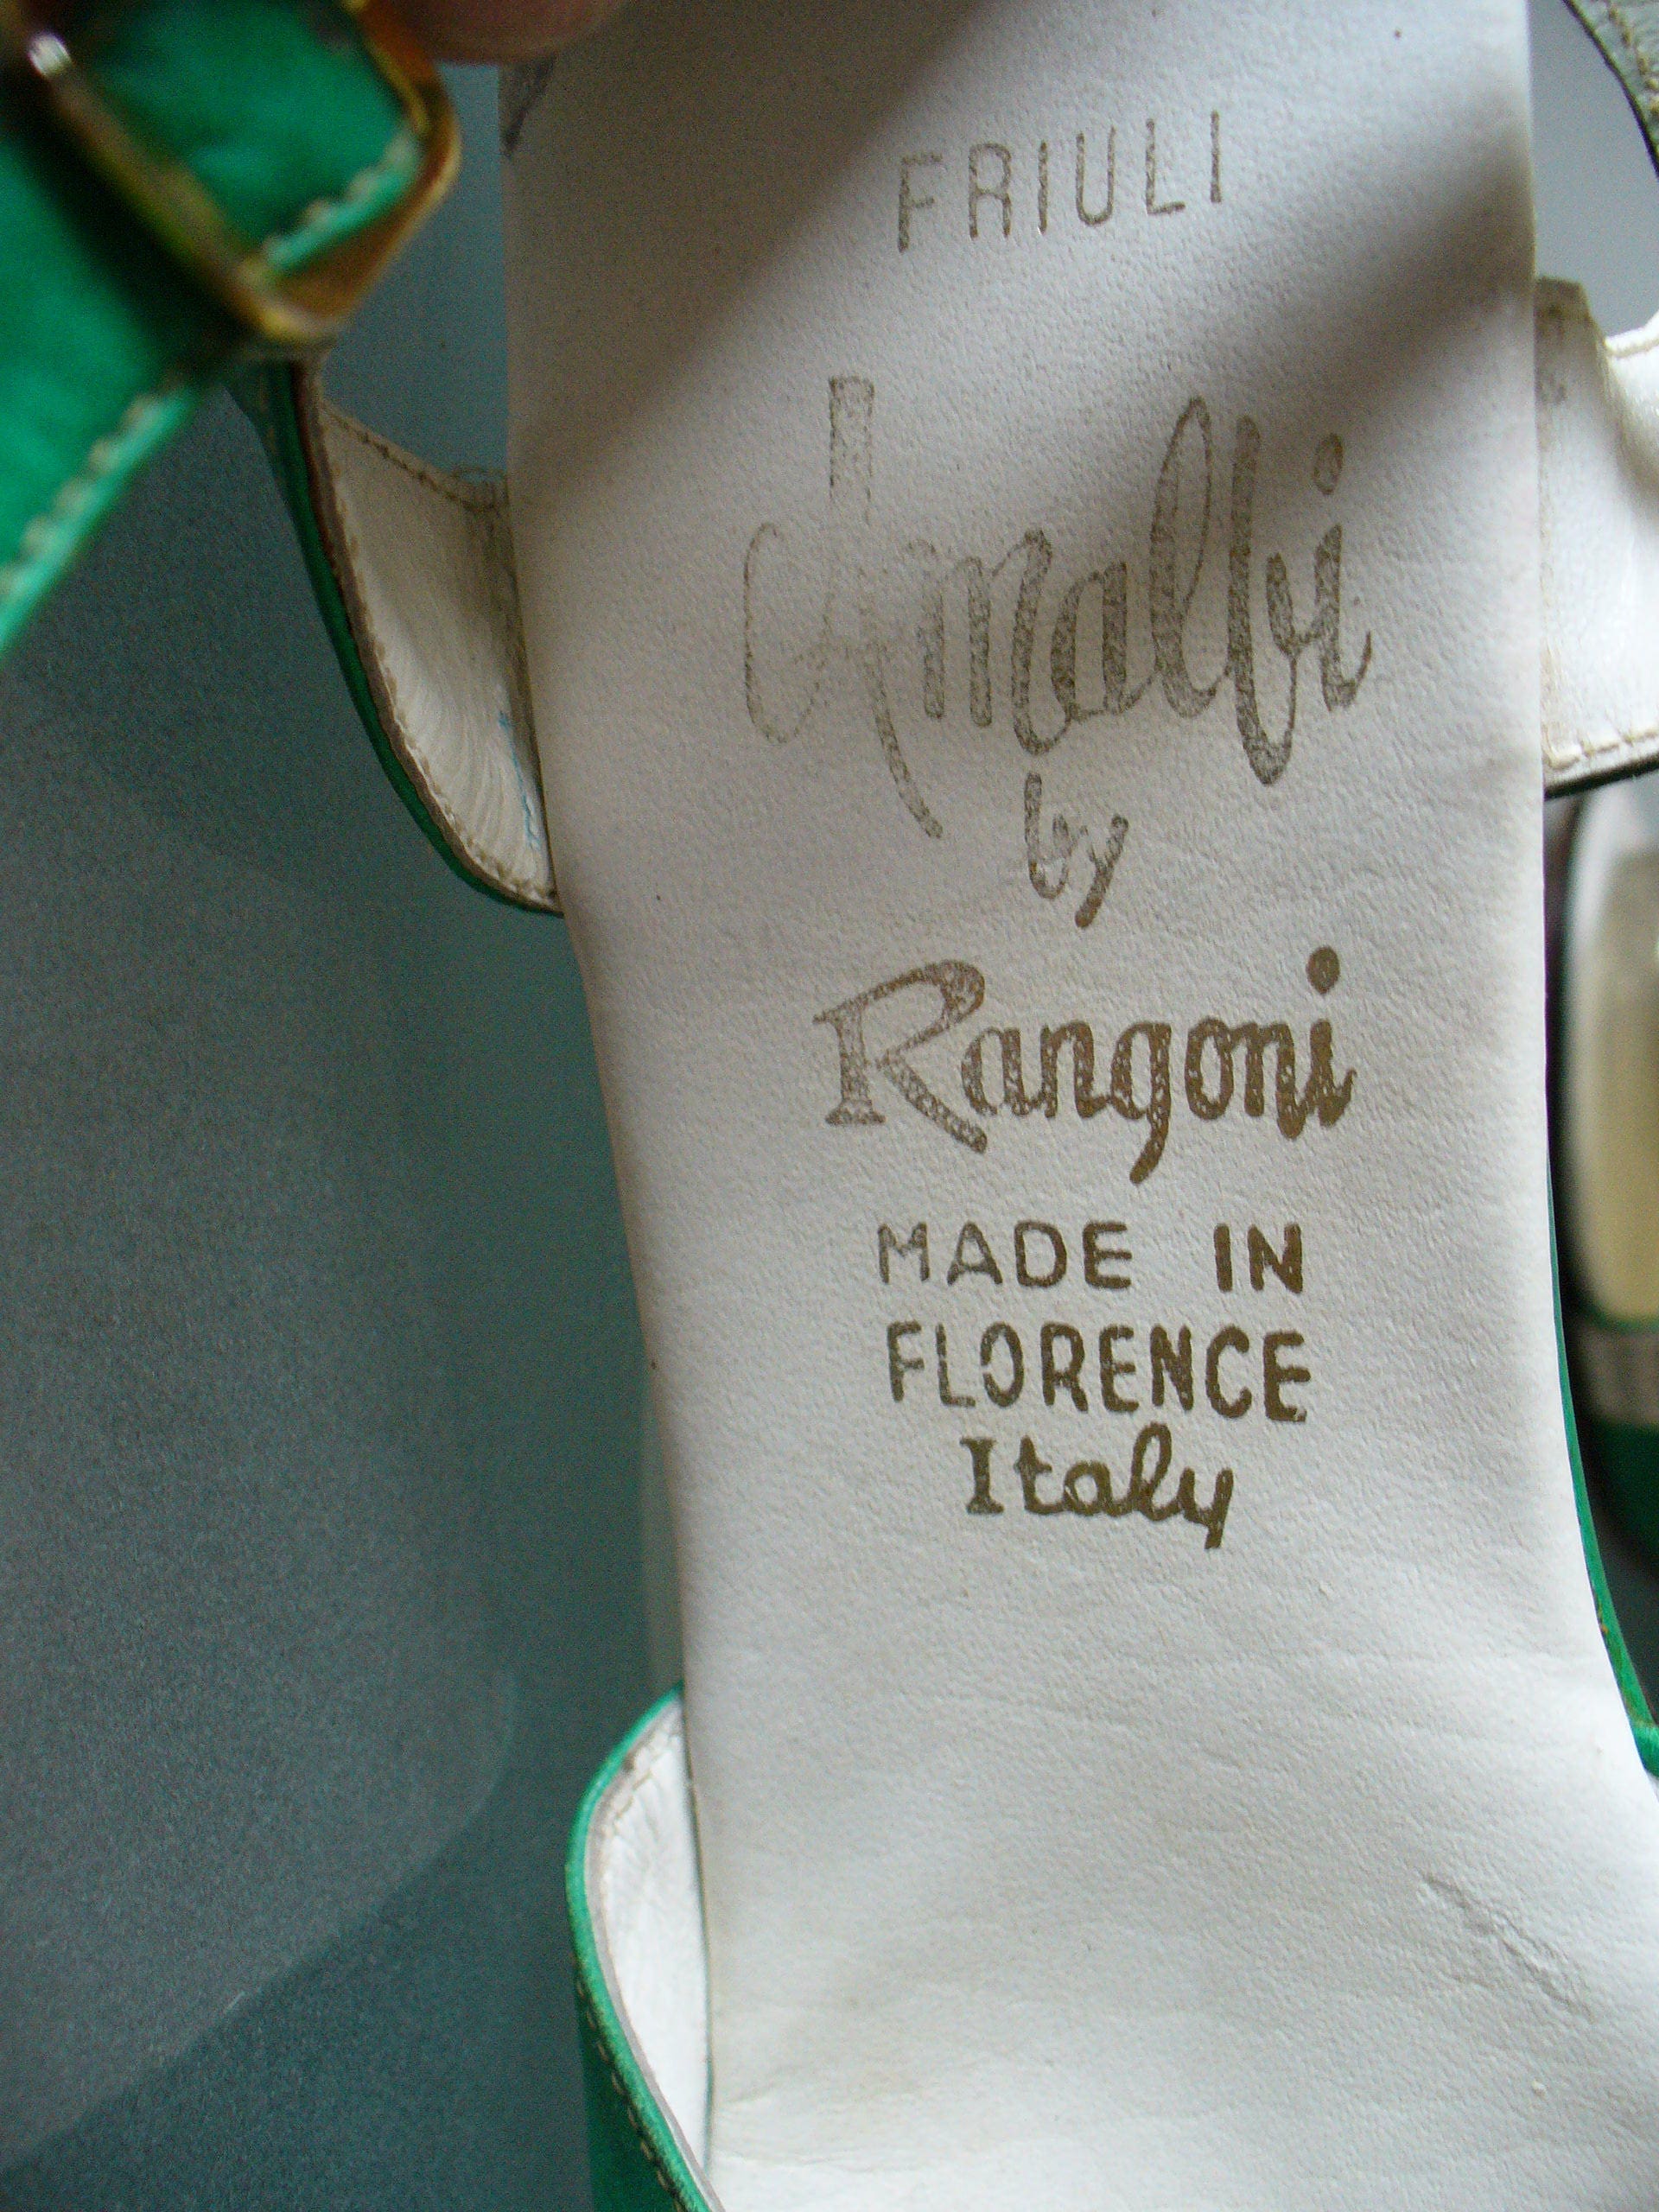 FRIULI
Amalfi
by
Rangoni
MADE IN
FLORENCE
Italy